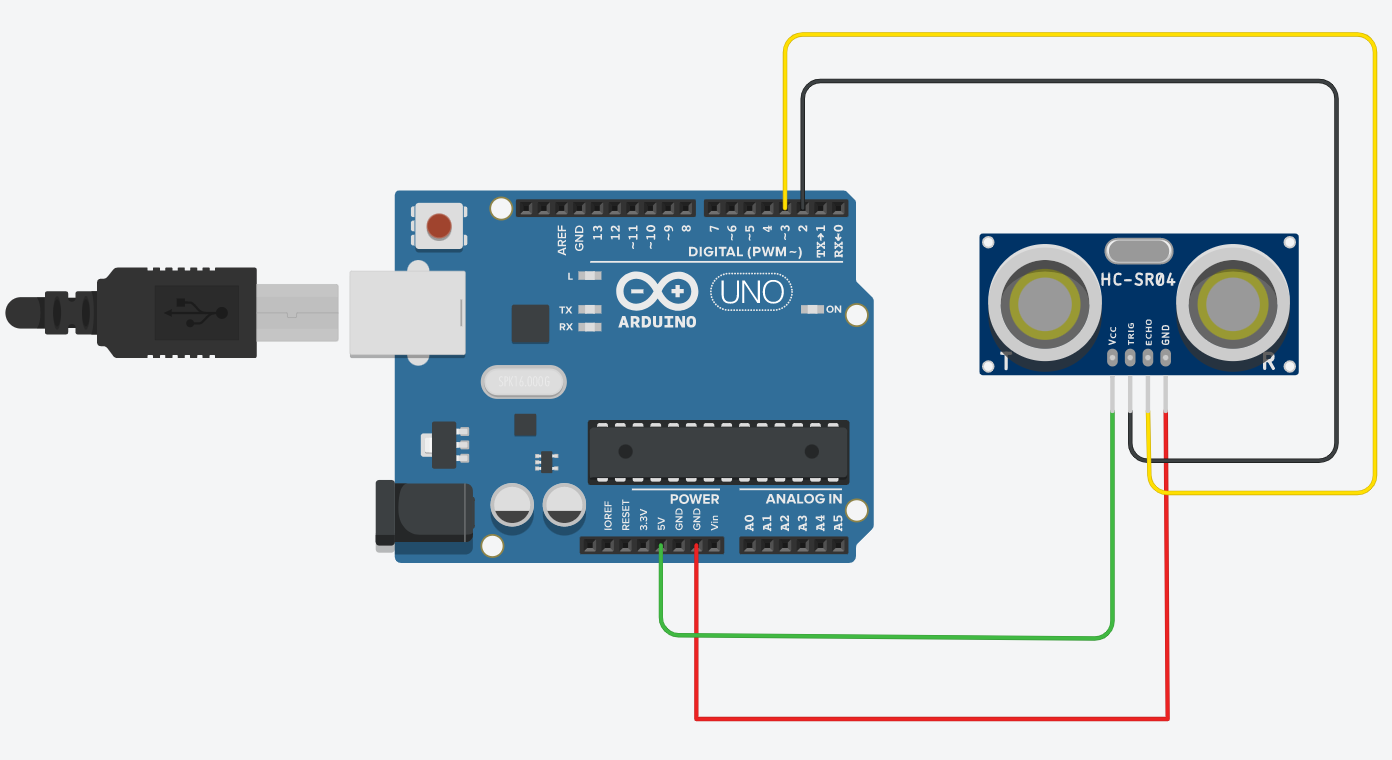 AREF
GND
13
12
~11
~10
~9
8
7
~6
~5
4
~3
2
TX→1
RX←0
DIGITAL (PWM ~)
L
TX
RX
ARDUINO
UNO
ON
SPK16.000G
POWER
ANALOG IN
IOREF
RESET
3.3V
5V
GND
GND
Vin
A0
A1
A2
A3
A4
A5
HC-SR04
VCC
TRIG
ECHO
GND
T
R